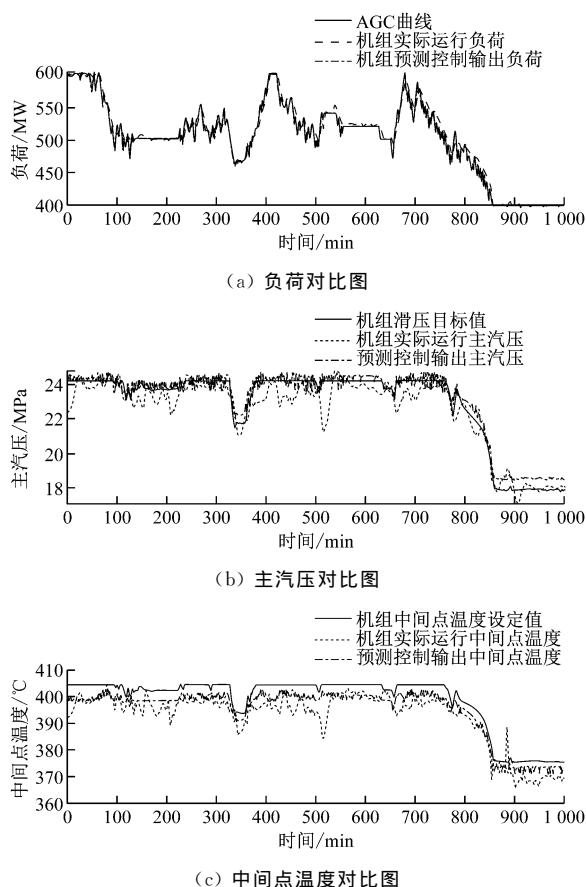 AGC曲线
机组实际运行负荷
机组预测控制输出负荷
600
550
500
450
400
负荷/MW
0 100 200 300 400 500 600 700 800 900 1 000
时间/min
(a) 负荷对比图
机组滑压目标值
机组实际运行主汽压
预测控制输出主汽压
24
22
20
18
主汽压/MPa
0 100 200 300 400 500 600 700 800 900 1 000
时间/min
(b) 主汽压对比图
机组中间点温度设定值
机组实际运行中间点温度
预测控制输出中间点温度
410
400
390
380
370
360
中间点温度/℃
0 100 200 300 400 500 600 700 800 900 1 000
时间/min
(c) 中间点温度对比图